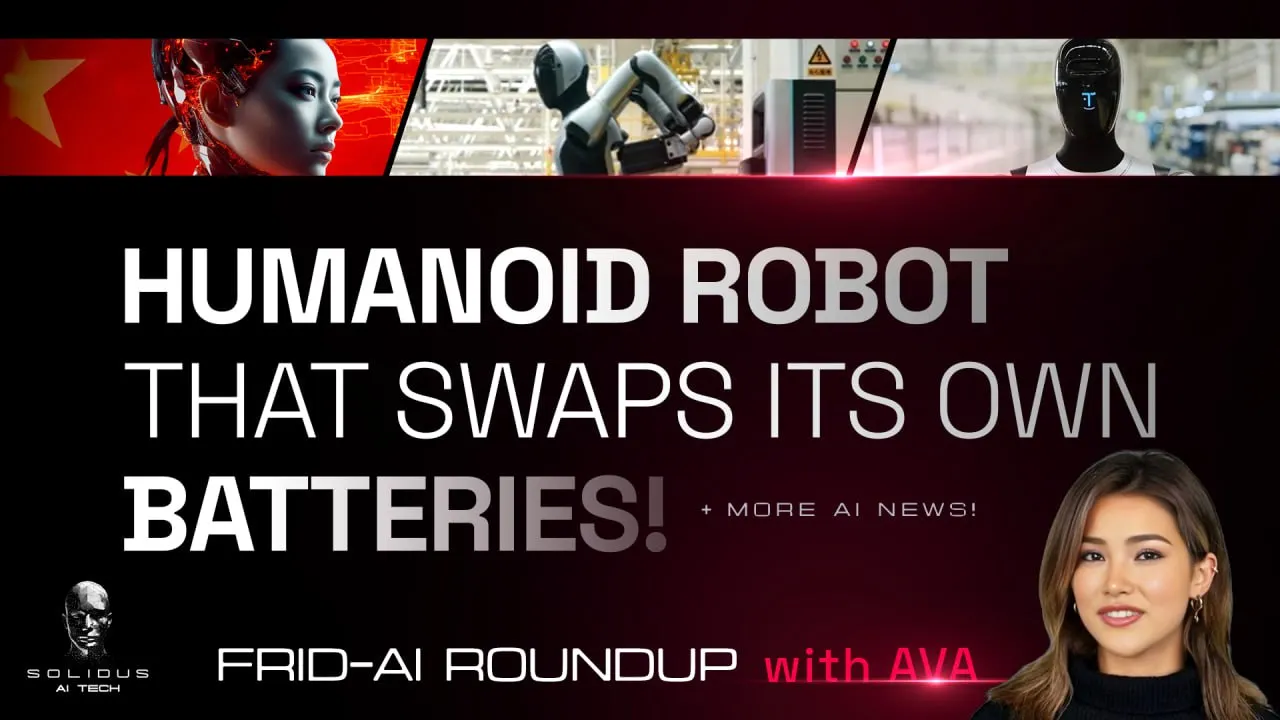 HUMANOID ROBOT
THAT SWAPS ITS OWN
BATTERIES!
+ MORE AI NEWS!
SOLIDUS
AI TECH
FRID-AI ROUNDUP with AVA